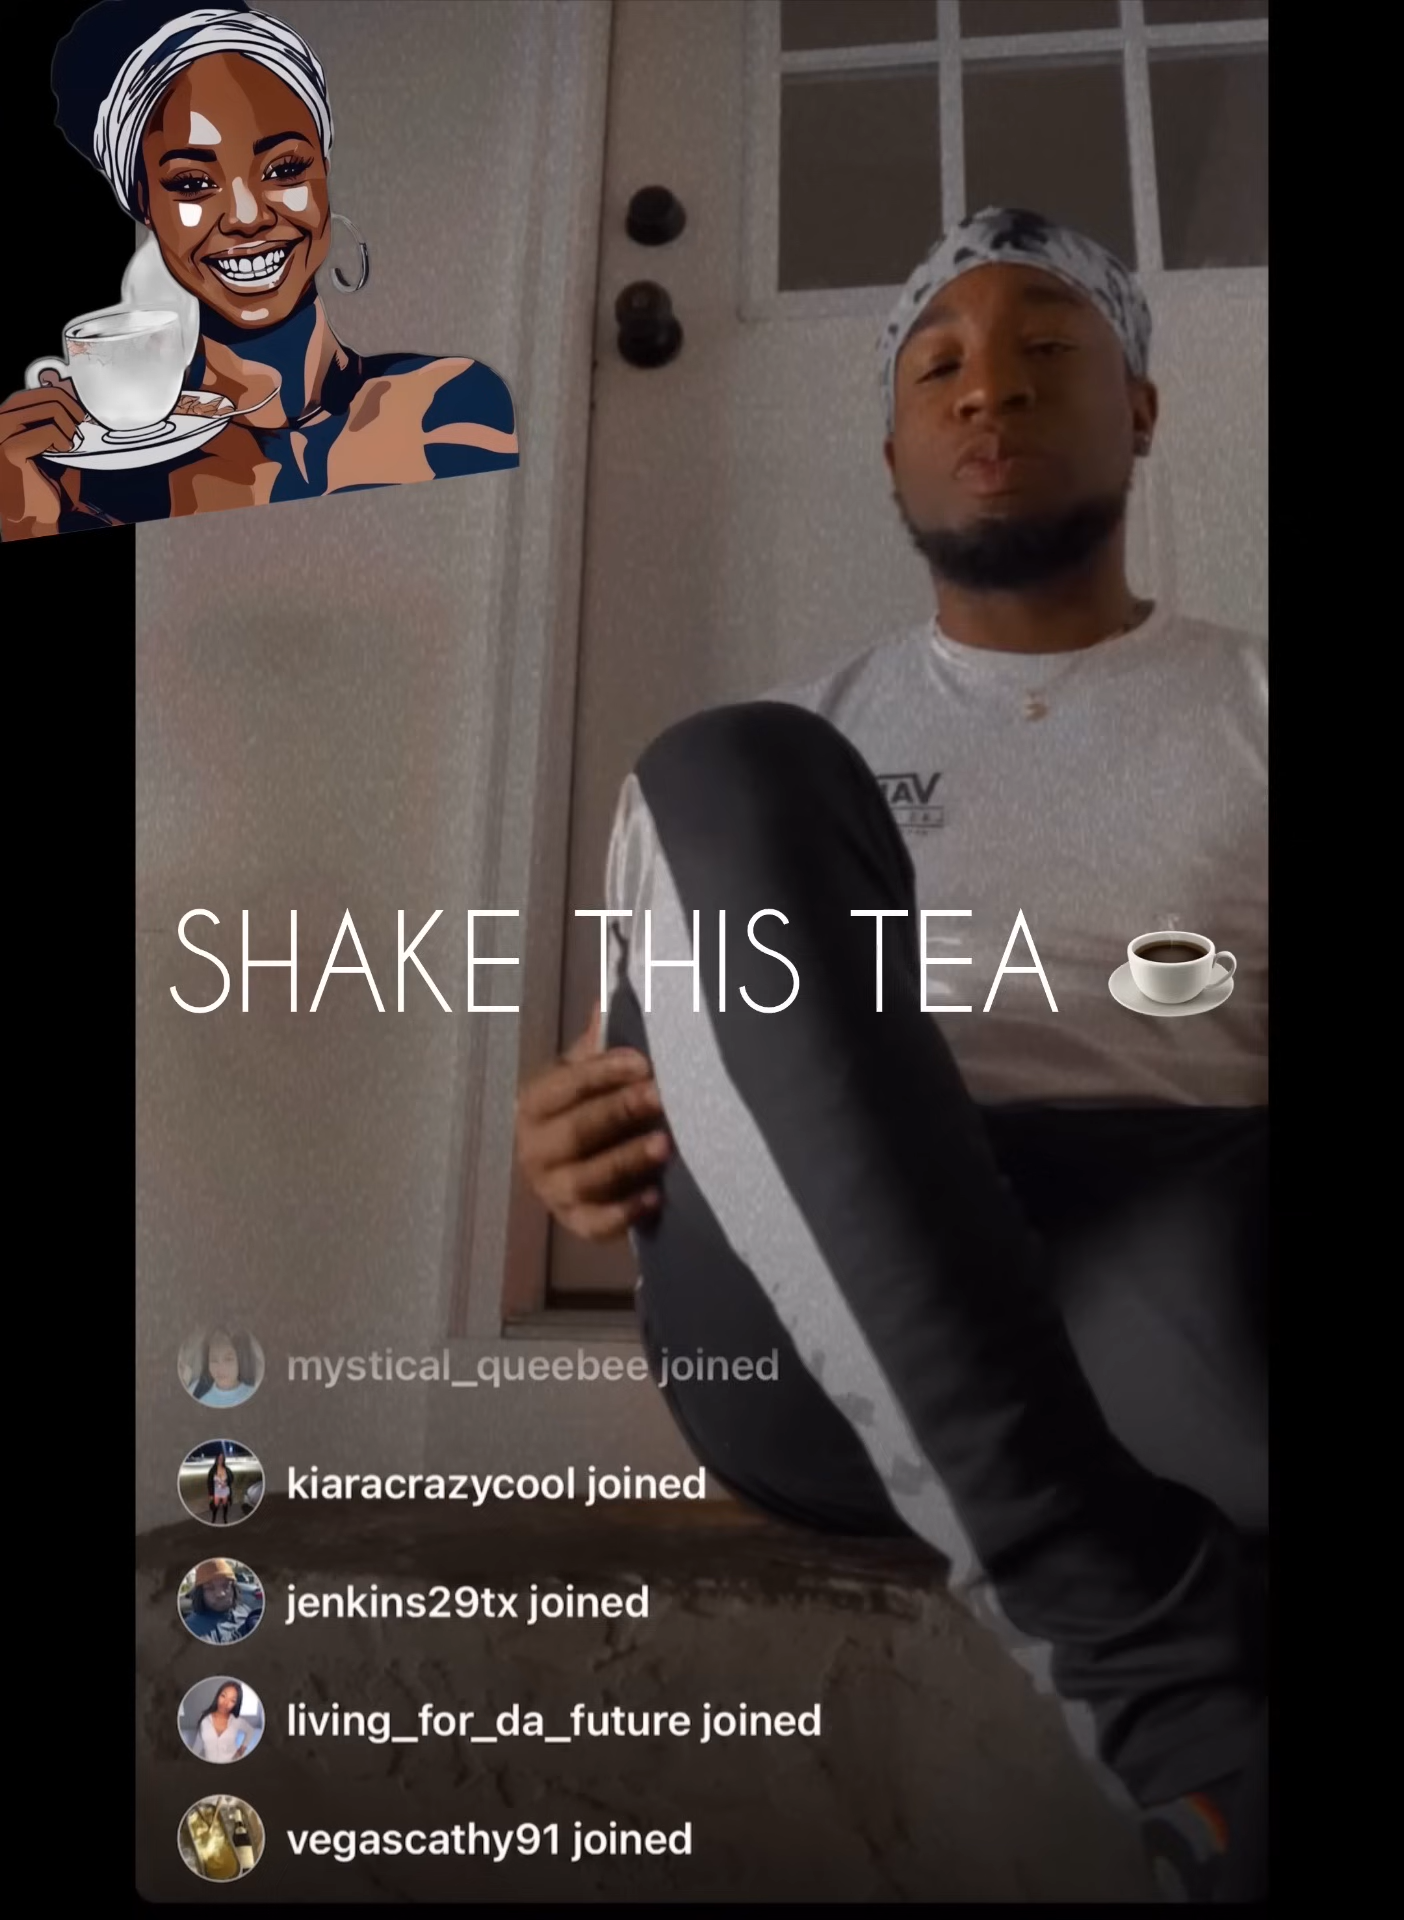 SHAKE THIS TEA
mystical_queebee joined
kiaracrazycool joined
jenkins29tx joined
living_for_da_future joined
vegascathy91 joined